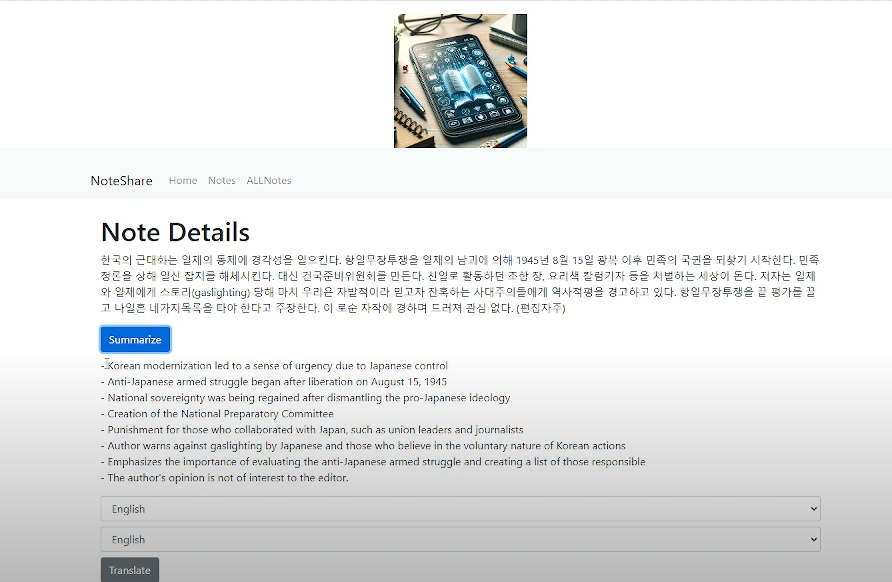 NoteShare Home Notes ALLNotes
Note Details
한국의 근대화는 일제의 통제에 경각성을 일으킨다. 항일무장투쟁을 일제의 남괴에 의해 1945년 8월 15일 광복 이후 민족의 국권을 되찾기 시작한다. 민족
정론을 상해 일신 잡지를 해체시킨다. 대신 건국준비위원회를 만든다. 친일로 활동하던 조합 장, 요리색 칼럼기자 등을 처벌하는 세상이 돈다. 저자는 일제
와 일제에게 스토리(gaslighting) 당해 마치 우리은 자발적이라 믿고자 잔혹하는 사대주의들에게 역사적평을 경고하고 있다. 항일무장투쟁을 끝 평가를 끌
고 나일흔 네가지목록을 타야 한다고 주장한다. 이 로순 자작에 경하며 드러져 관심 없다. (편집자주)
Summarize
- Korean modernization led to a sense of urgency due to Japanese control
- Anti-Japanese armed struggle began after liberation on August 15, 1945
- National sovereignty was being regained after dismantling the pro-Japanese ideology
- Creation of the National Preparatory Committee
- Punishment for those who collaborated with Japan, such as union leaders and journalists
- Author warns against gaslighting by Japanese and those who believe in the voluntary nature of Korean actions
- Emphasizes the importance of evaluating the anti-Japanese armed struggle and creating a list of those responsible
- The author's opinion is not of interest to the editor.
English
English
Translate